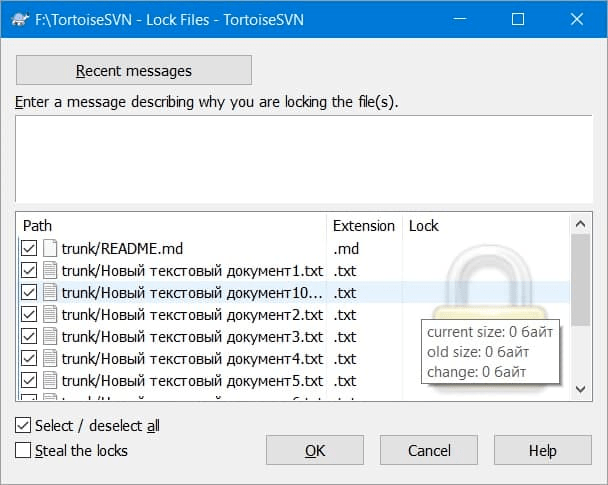 F:\TortoiseSVN - Lock Files - TortoiseSVN
Recent messages
Enter a message describing why you are locking the file(s).
Path Extension Lock
trunk/README.md .md
trunk/Новый текстовый документ1.txt .txt
trunk/Новый текстовый документ10... .txt
trunk/Новый текстовый документ2.txt .txt
trunk/Новый текстовый документ3.txt .txt
trunk/Новый текстовый документ4.txt .txt
trunk/Новый текстовый документ5.txt .txt
current size: 0 байт
old size: 0 байт
change: 0 байт
Select / deselect all
Steal the locks
OK
Cancel
Help